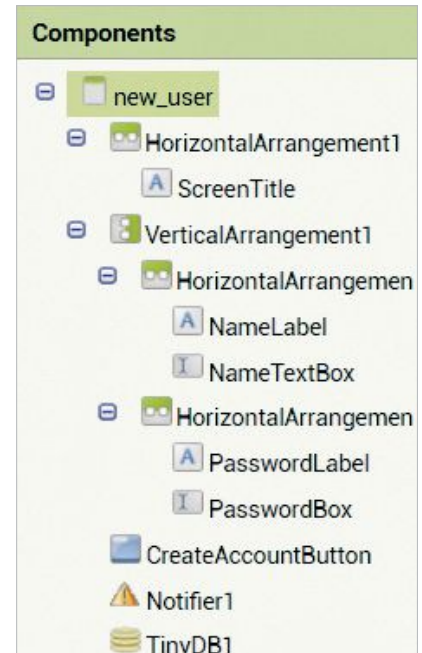 Components
new_user
HorizontalArrangement1
A ScreenTitle
VerticalArrangement1
HorizontalArrangemen
A NameLabel
I NameTextBox
HorizontalArrangemen
A PasswordLabel
I PasswordBox
CreateAccountButton
Notifier1
TinyDB1